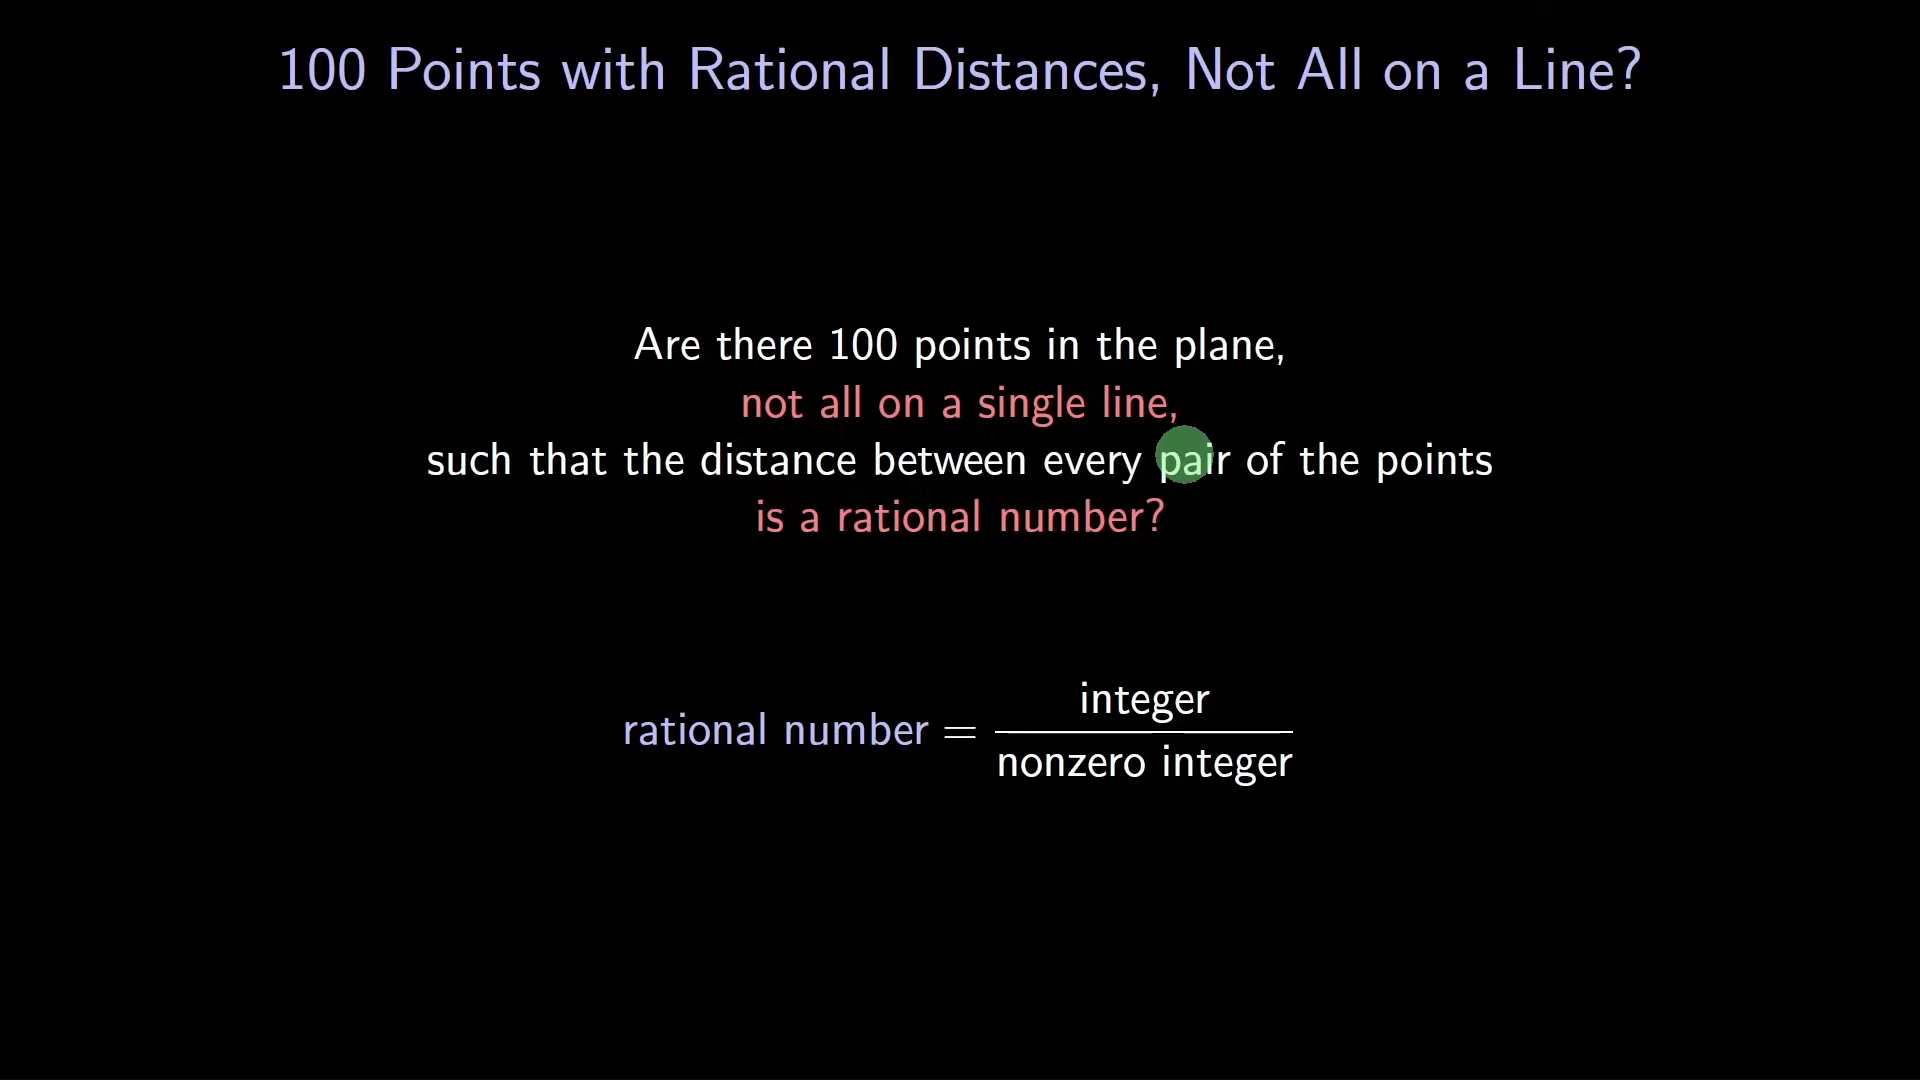 100 Points with Rational Distances, Not All on a Line?
Are there 100 points in the plane,
not all on a single line,
such that the distance between every pair of the points
is a rational number?
integer
rational number =
nonzero integer